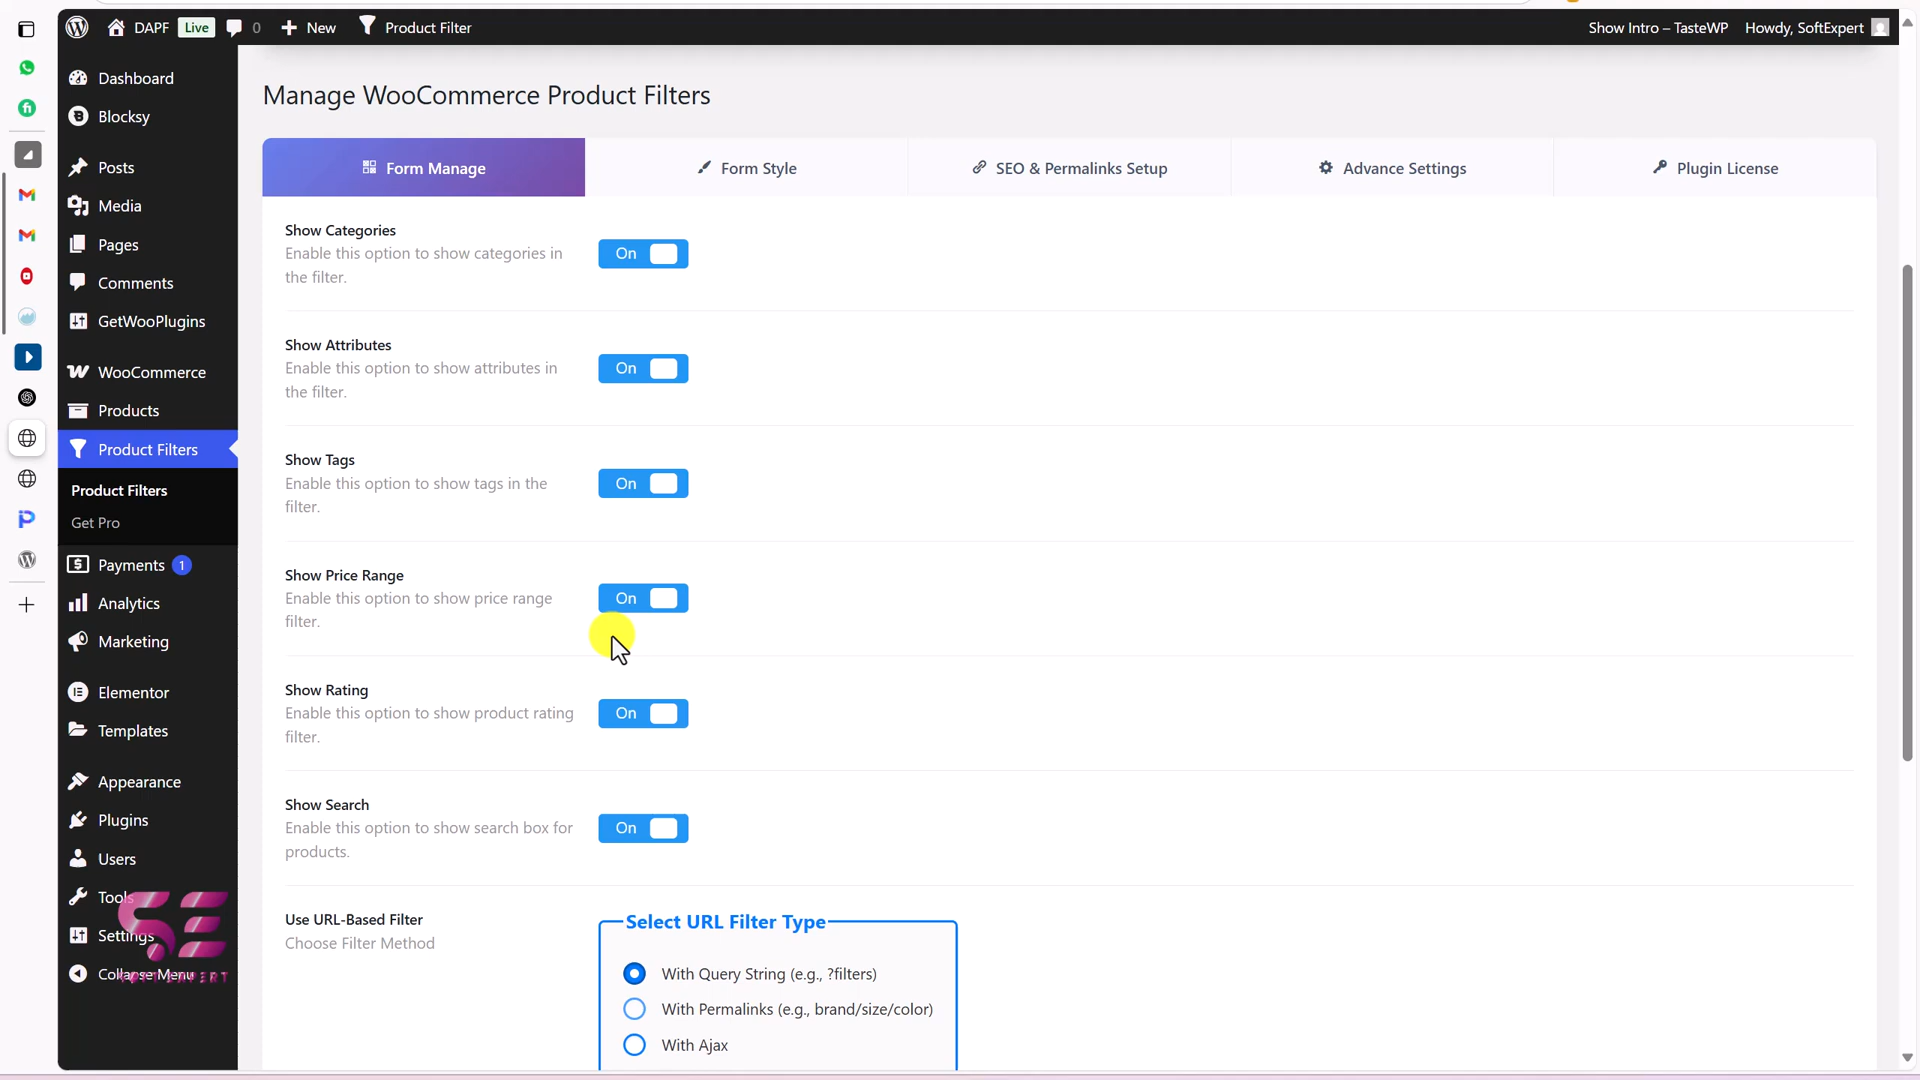 DAPF Live 0 New Product Filter Show Intro – TasteWP Howdy, SoftExpert
Dashboard
Blocksy
Posts
Media
Pages
Comments
GetWooPlugins
WooCommerce
Products
Product Filters
Product Filters
Get Pro
Payments 1
Analytics
Marketing
Elementor
Templates
Appearance
Plugins
Users
Tools
Settings
Collapse Menu
SE
SOFT EXPERT
Manage WooCommerce Product Filters
Form Manage Form Style SEO & Permalinks Setup Advance Settings Plugin License
Show Categories
Enable this option to show categories in
the filter.
On
Show Attributes
Enable this option to show attributes in
the filter.
On
Show Tags
Enable this option to show tags in the
filter.
On
Show Price Range
Enable this option to show price range
filter.
On
Show Rating
Enable this option to show product rating
filter.
On
Show Search
Enable this option to show search box for
products.
On
Use URL-Based Filter
Choose Filter Method
Select URL Filter Type
With Query String (e.g., ?filters)
With Permalinks (e.g., brand/size/color)
With Ajax